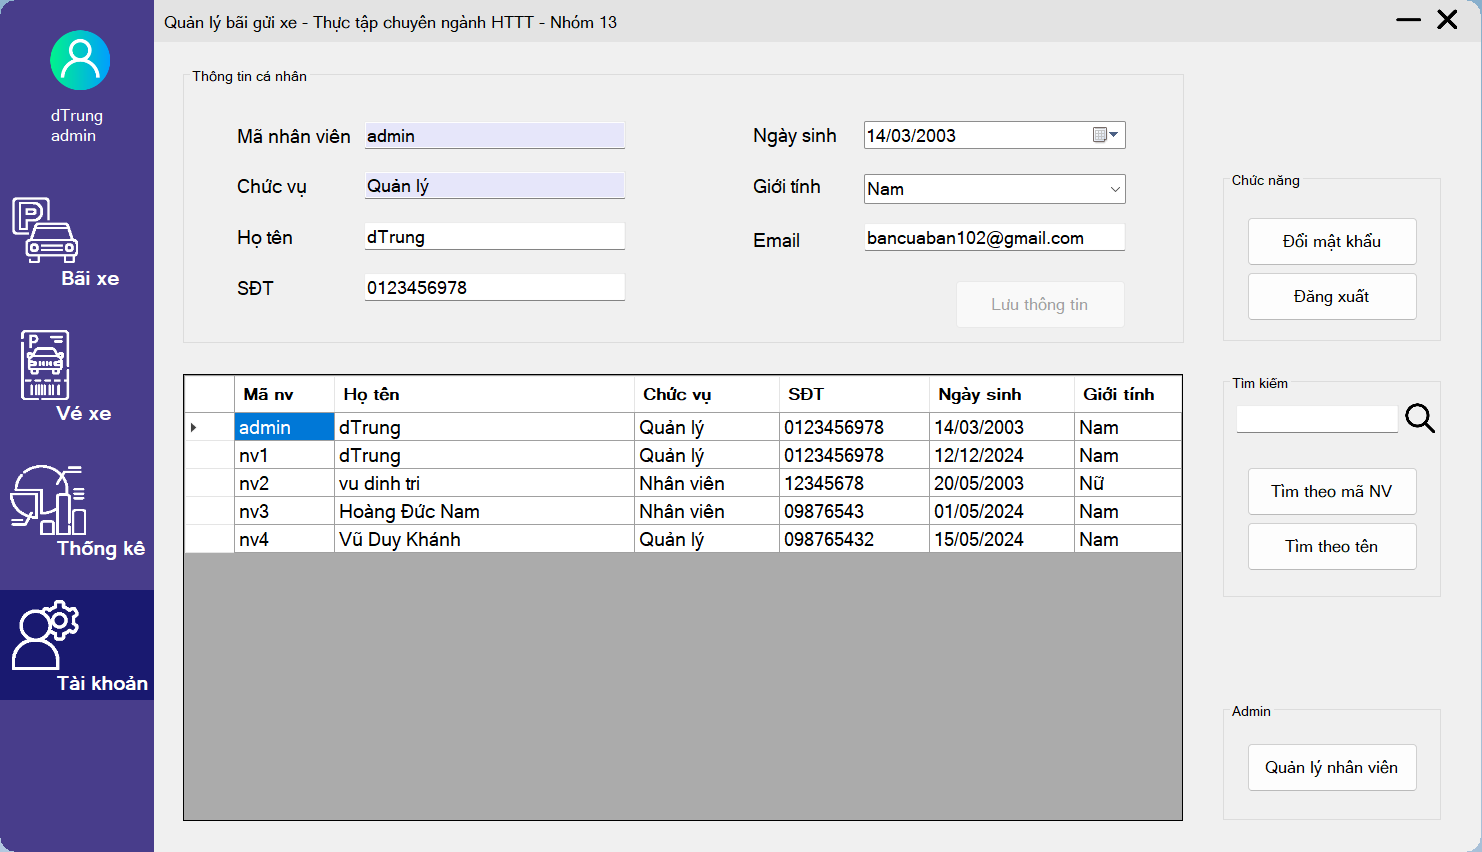 Quản lý bãi gửi xe - Thực tập chuyên ngành HTTT - Nhóm 13
dTrung
admin
P
Bãi xe
P
Vé xe
Thống kê
Tài khoản
Thông tin cá nhân
Mã nhân viên admin
Ngày sinh 14/03/2003
Chức vụ Quản lý
Giới tính Nam
Họ tên dTrung
Email bancuaban102@gmail.com
SĐT 0123456978
Lưu thông tin
Mã nv Họ tên Chức vụ SĐT Ngày sinh Giới tính
admin dTrung Quản lý 0123456978 14/03/2003 Nam
nv1 dTrung Quản lý 0123456978 12/12/2024 Nam
nv2 vu dinh tri Nhân viên 12345678 20/05/2003 Nữ
nv3 Hoàng Đức Nam Nhân viên 09876543 01/05/2024 Nam
nv4 Vũ Duy Khánh Quản lý 098765432 15/05/2024 Nam
Chức năng
Đổi mật khẩu
Đăng xuất
Tìm kiếm
Tìm theo mã NV
Tìm theo tên
Admin
Quản lý nhân viên